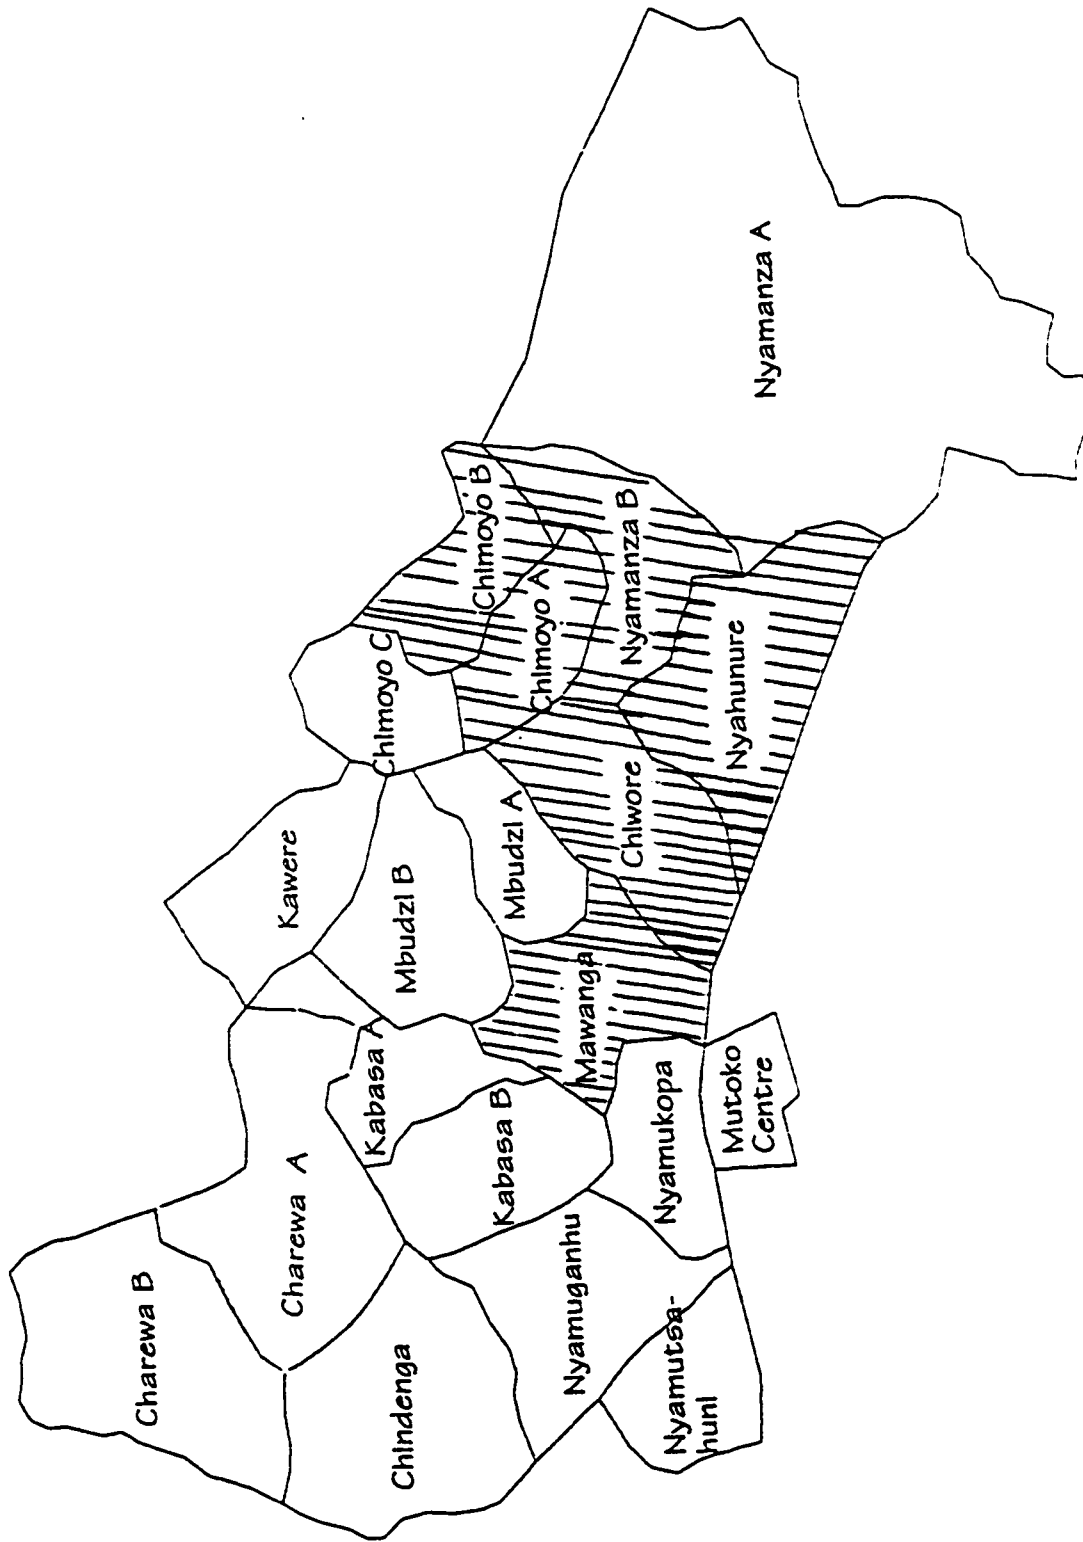 Charewa B
Charewa A
Kawere
Kabasa A
Chimoyo C
Chindenga
Mbudzi B
Chimoyo B
Kabasa B
Mbudzi A
Chimoyo A
Nyamuganhu
Mawanga
Nyamanza B
Chiwore
Nyamukopa
Nyamutsa-
huni
Mutoko
Centre
Nyahunure
Nyamanza A